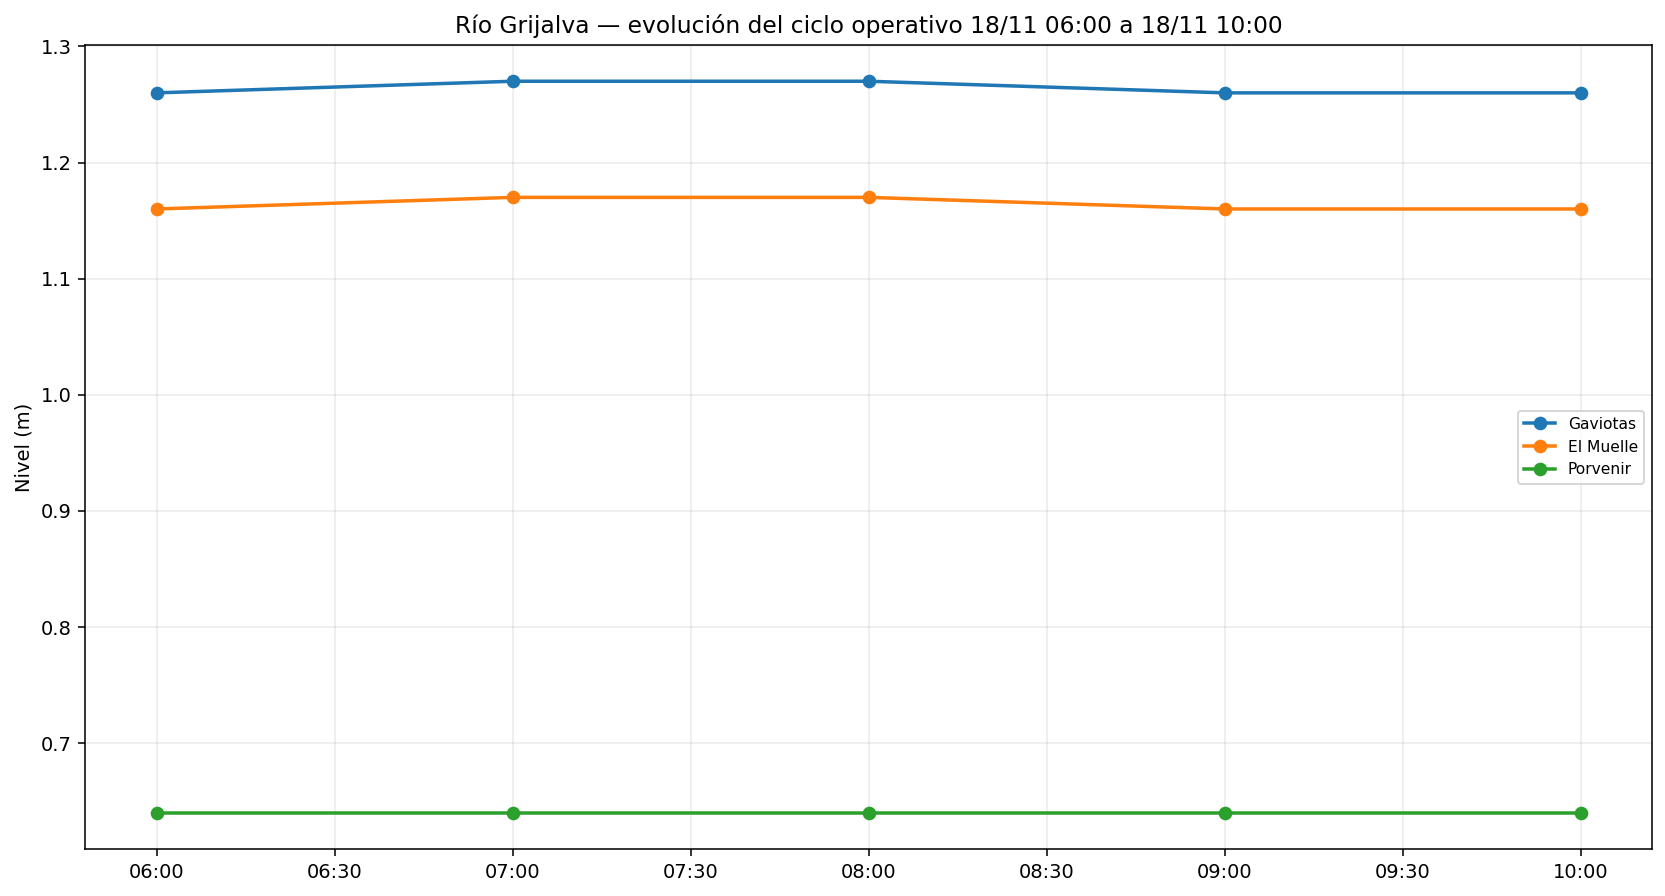 Río Grijalva — evolución del ciclo operativo 18/11 06:00 a 18/11 10:00
Nivel (m)
1.3
1.2
1.1
1.0
0.9
0.8
0.7
Gaviotas
El Muelle
Porvenir
06:00 06:30 07:00 07:30 08:00 08:30 09:00 09:30 10:00